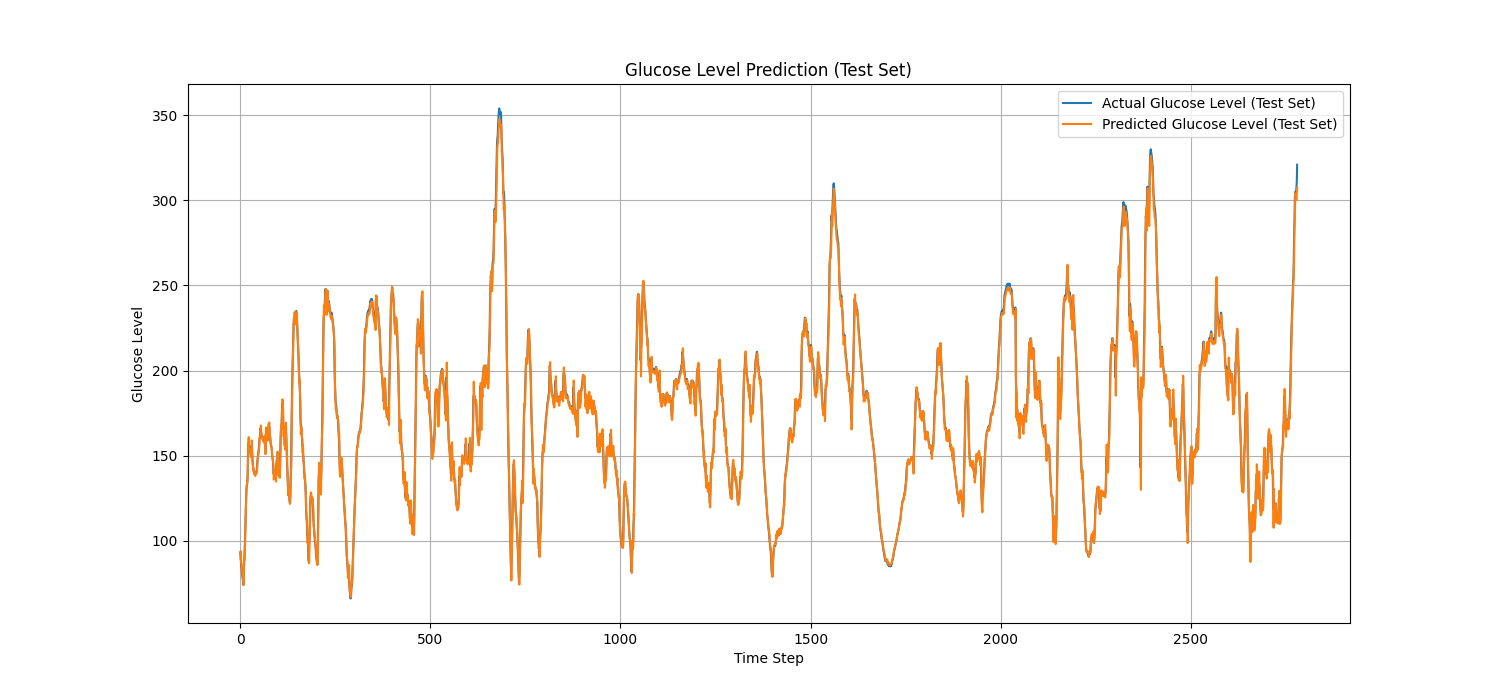 Glucose Level Prediction (Test Set)
Actual Glucose Level (Test Set)
Predicted Glucose Level (Test Set)
Glucose Level
350
300
250
200
150
100
0 500 1000 1500 2000 2500
Time Step